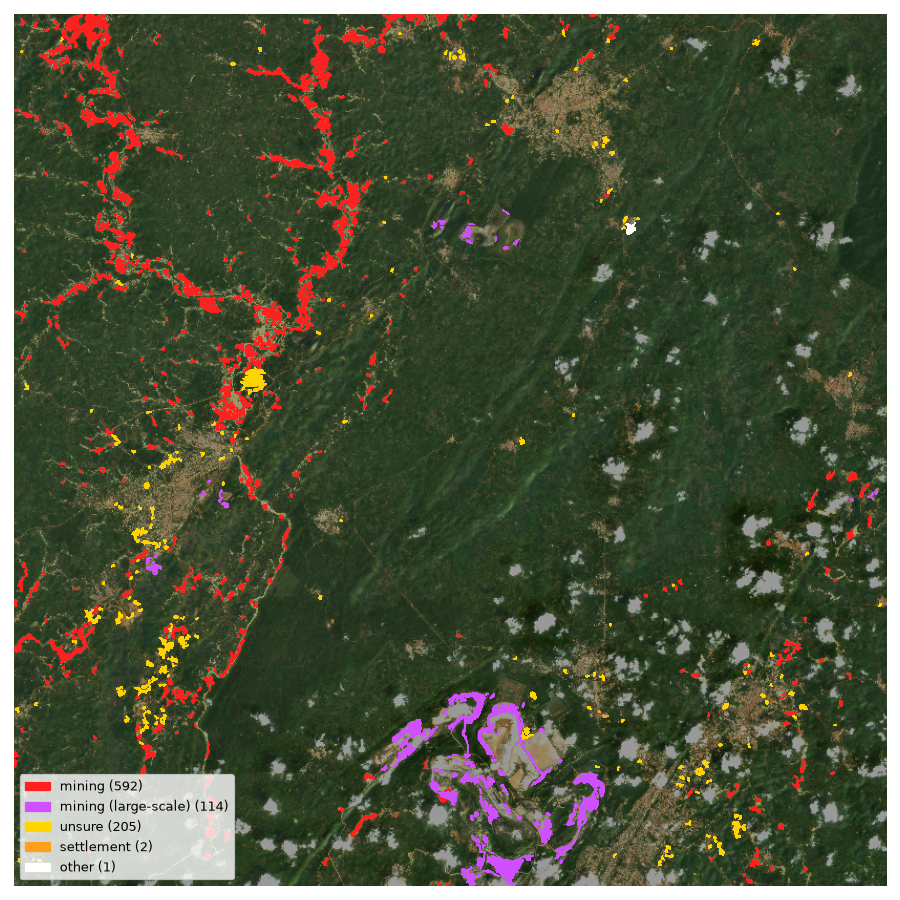 mining (592)
mining (large-scale) (114)
unsure (205)
settlement (2)
other (1)